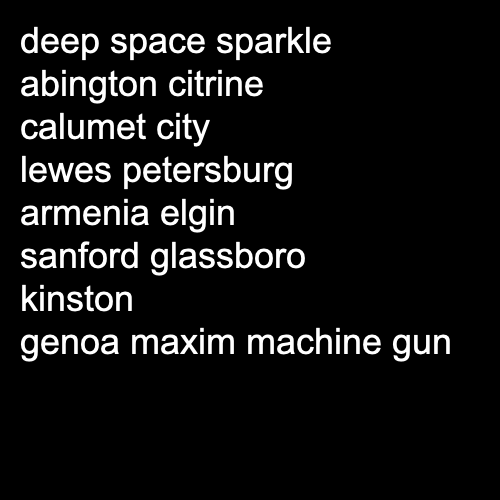 deep space sparkle
abington citrine
calumet city
lewes petersburg
armenia elgin
sanford glassboro
kinston
genoa maxim machine gun